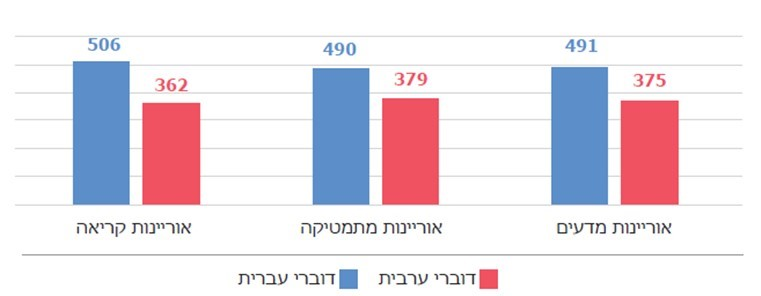 506
362
490
379
491
375
אוריינות קריאה
אוריינות מתמטיקה
אוריינות מדעים
דוברי ערבית
דוברי עברית